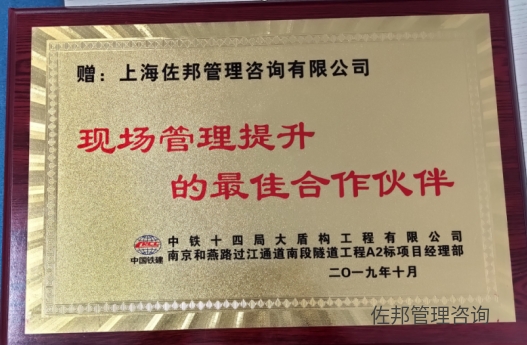 赠：上海佐邦管理咨询有限公司
现场管理提升
的最佳合作伙伴
中国铁建
中铁十四局大盾构工程有限公司
南京和燕路过江通道南段隧道工程A2标项目经理部
二〇一九年十月
佐邦管理咨询